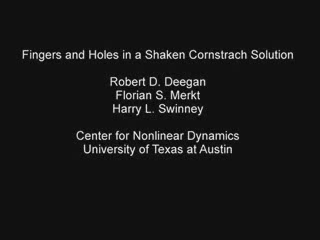 Fingers and Holes in a Shaken Cornstrach Solution
Robert D. Deegan
Florian S. Merkt
Harry L. Swinney
Center for Nonlinear Dynamics
University of Texas at Austin